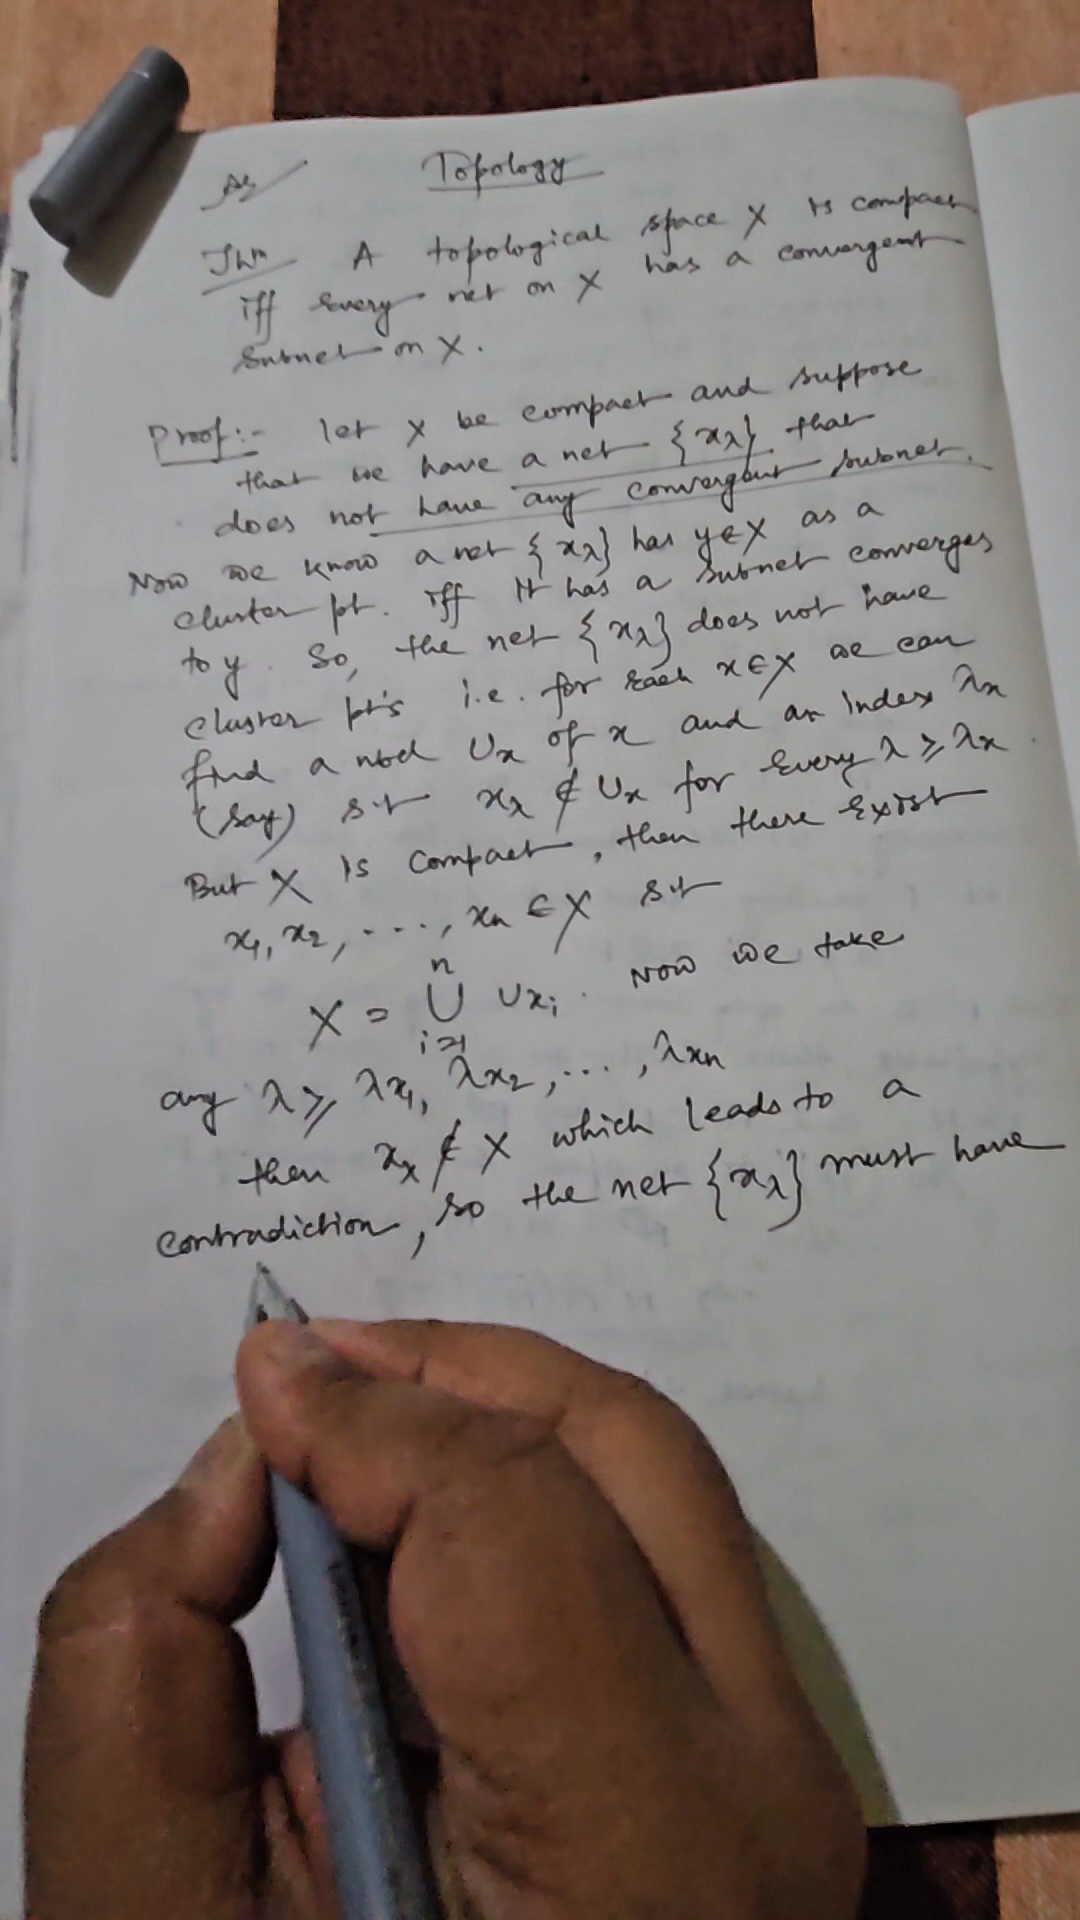 Topology
Thm A topological space X is compact
iff every net on X has a convergent
subnet on X.
Proof:- let X be compact and suppose
that we have a net {xλ} that
does not have any convergent subnet.
Now we know a net {xλ} has y∈X as a
cluster pt. iff it has a subnet converges
to y. So, the net {xλ} does not have
cluster pt's i.e. for each x∈X we can
find a nbd Ux of x and an index λx
(say) s.t xλ ∉ Ux for every λ ≥ λx.
But X is compact, then there exist
x1, x2, ...., xn ∈ X s.t
X = ⋃ⁿᵢ₌₁ Uxi. Now we take
any λ ≥ λx1, λx2, ..., λxn
then xλ ∉ X which leads to a
contradiction, so the net {xλ} must have